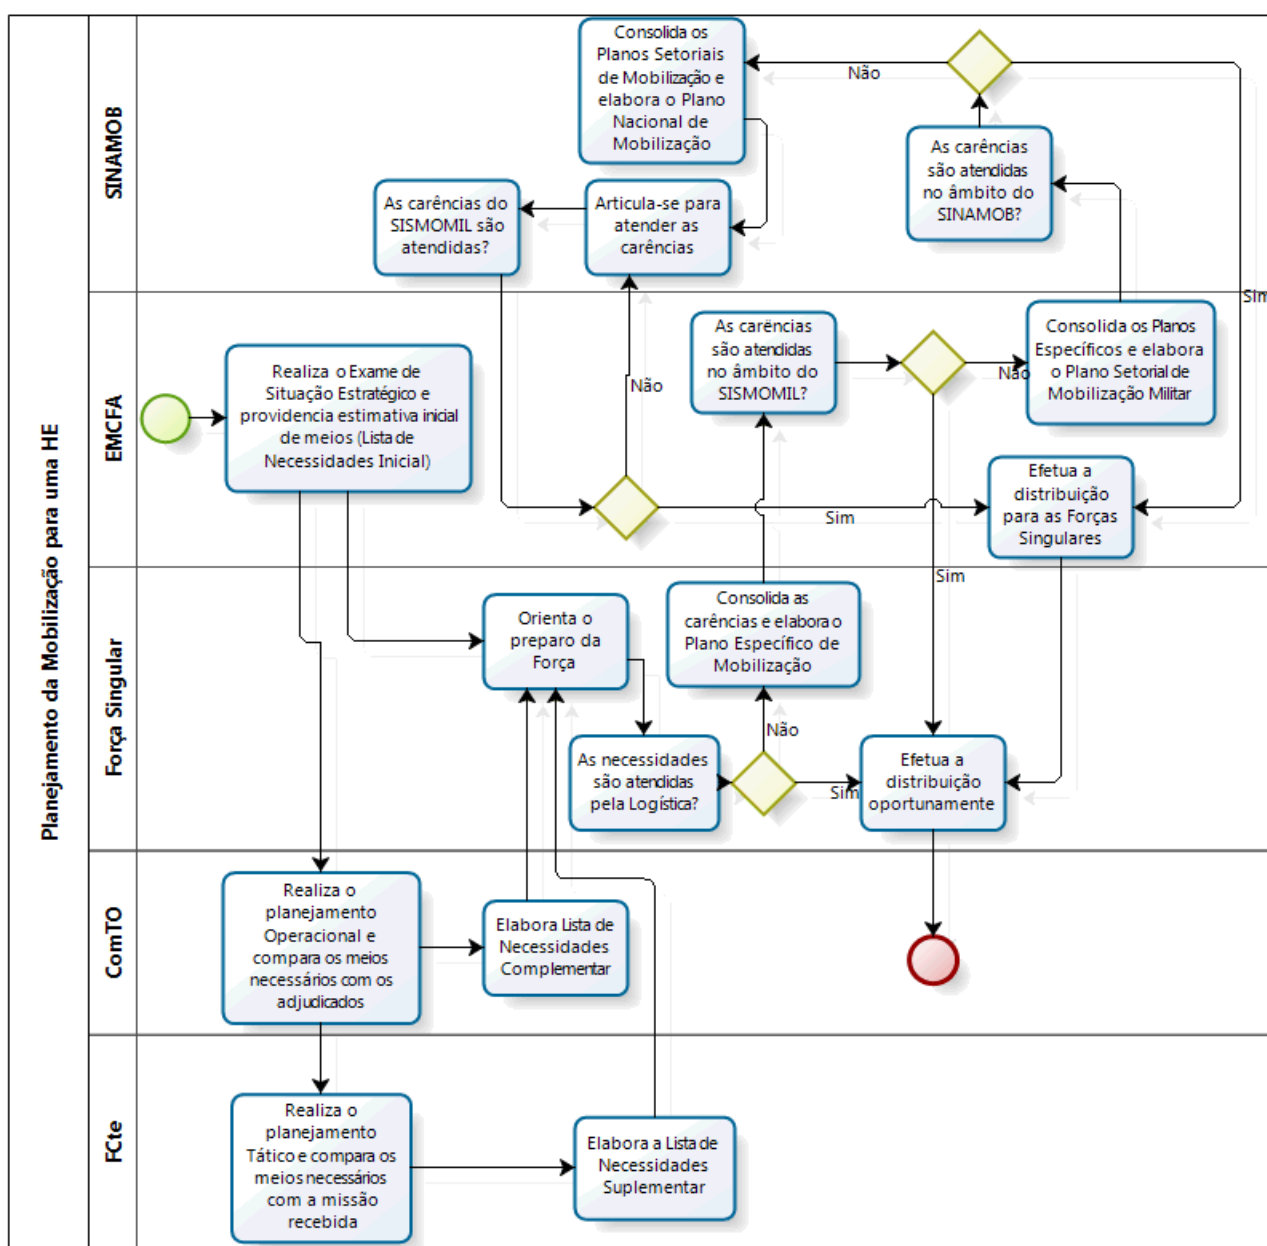 Planejamento da Mobilização para uma HE
SINAMOB
Consolida os
Planos Setoriais
de Mobilização e
elabora o Plano
Nacional de
Mobilização
Não
As carências
são atendidas
no âmbito do
SINAMOB?
As carências do
SISMOMIL são
atendidas?
Articula-se para
atender as
carências
Sim
EMCFA
Realiza o Exame de
Situação Estratégico e
providencia estimativa inicial
de meios (Lista de
Necessidades Inicial)
Não
As carências
são atendidas
no âmbito do
SISMOMIL?
Não
Consolida os Planos
Específicos e elabora
o Plano Setorial de
Mobilização Militar
Sim
Efetua a
distribuição
para as Forças
Singulares
Sim
Força Singular
Orienta o
preparo da
Força
Consolida as
carências e elabora o
Plano Específico de
Mobilização
Não
As necessidades
são atendidas
pela Logística?
Sim
Efetua a
distribuição
oportunamente
ComTO
Realiza o
planejamento
Operacional e
compara os meios
necessários com os
adjudicados
Elabora Lista de
Necessidades
Complementar
FCte
Realiza o
planejamento
Tático e compara os
meios necessários
com a missão
recebida
Elabora a Lista de
Necessidades
Suplementar